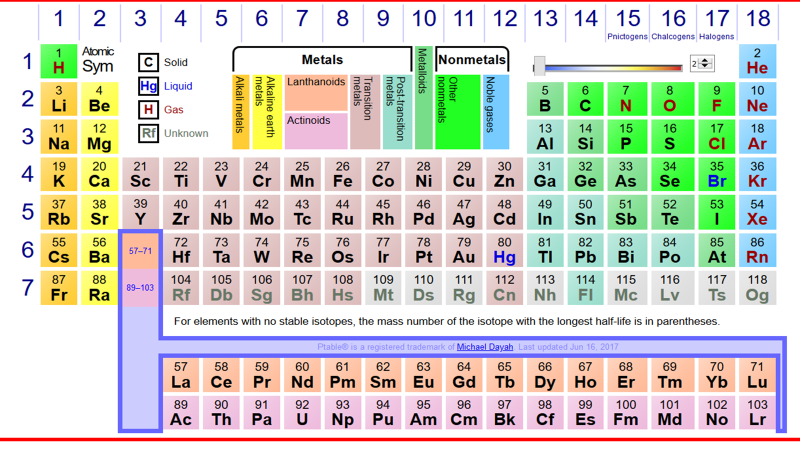 1 2 3 4 5 6 7 8 9 10 11 12 13 14 15 16 17 18
Pnictogens Chalcogens Halogens
Atomic
Sym
C Solid
Hg Liquid
H Gas
Rf Unknown
Metals
Nonmetals
Alkali metals
Alkaline earth metals
Lanthanoids
Actinoids
Transition metals
Post-transition metals
Metalloids
Other nonmetals
Noble gases
2
1
1 2
H He
2
3 4 5 6 7 8 9 10
Li Be B C N O F Ne
3
11 12 13 14 15 16 17 18
Na Mg Al Si P S Cl Ar
4
19 20 21 22 23 24 25 26 27 28 29 30 31 32 33 34 35 36
K Ca Sc Ti V Cr Mn Fe Co Ni Cu Zn Ga Ge As Se Br Kr
5
37 38 39 40 41 42 43 44 45 46 47 48 49 50 51 52 53 54
Rb Sr Y Zr Nb Mo Tc Ru Rh Pd Ag Cd In Sn Sb Te I Xe
6
55 56 57–71 72 73 74 75 76 77 78 79 80 81 82 83 84 85 86
Cs Ba Hf Ta W Re Os Ir Pt Au Hg Tl Pb Bi Po At Rn
7
87 88 89–103 104 105 106 107 108 109 110 111 112 113 114 115 116 117 118
Fr Ra Rf Db Sg Bh Hs Mt Ds Rg Cn Nh Fl Mc Lv Ts Og
For elements with no stable isotopes, the mass number of the isotope with the longest half-life is in parentheses.
Ptable® is a registered trademark of Michael Dayah. Last updated Jun 16, 2017
57 58 59 60 61 62 63 64 65 66 67 68 69 70 71
La Ce Pr Nd Pm Sm Eu Gd Tb Dy Ho Er Tm Yb Lu
89 90 91 92 93 94 95 96 97 98 99 100 101 102 103
Ac Th Pa U Np Pu Am Cm Bk Cf Es Fm Md No Lr